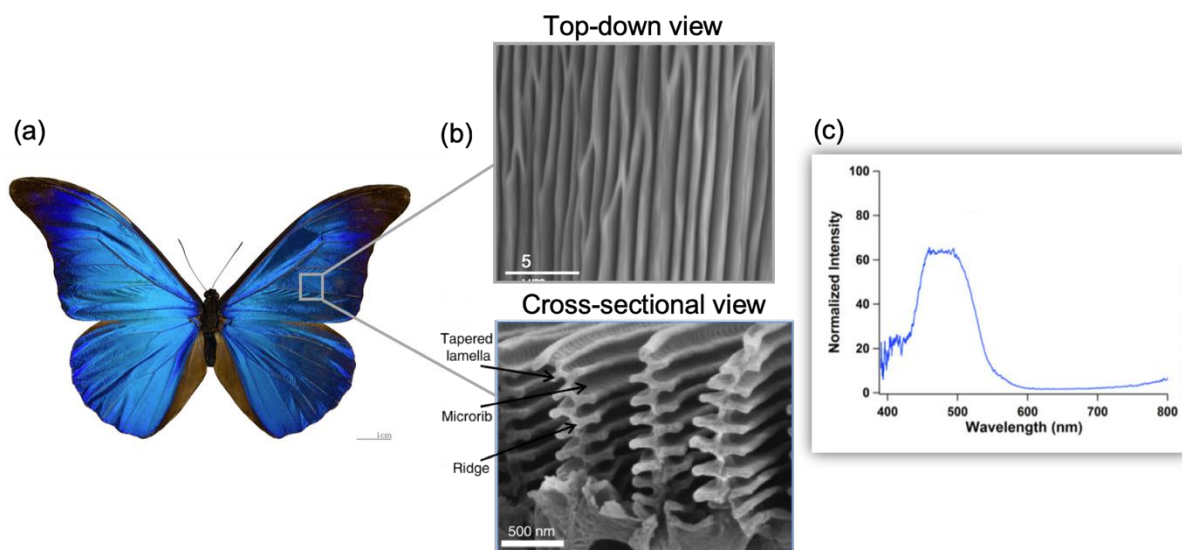 (a)
1cm
(b)
Top-down view
5
Cross-sectional view
Tapered
lamella
Microrib
Ridge
500 nm
(c)
Normalized Intensity
100
80
60
40
20
0
400
500
600
700
800
Wavelength (nm)